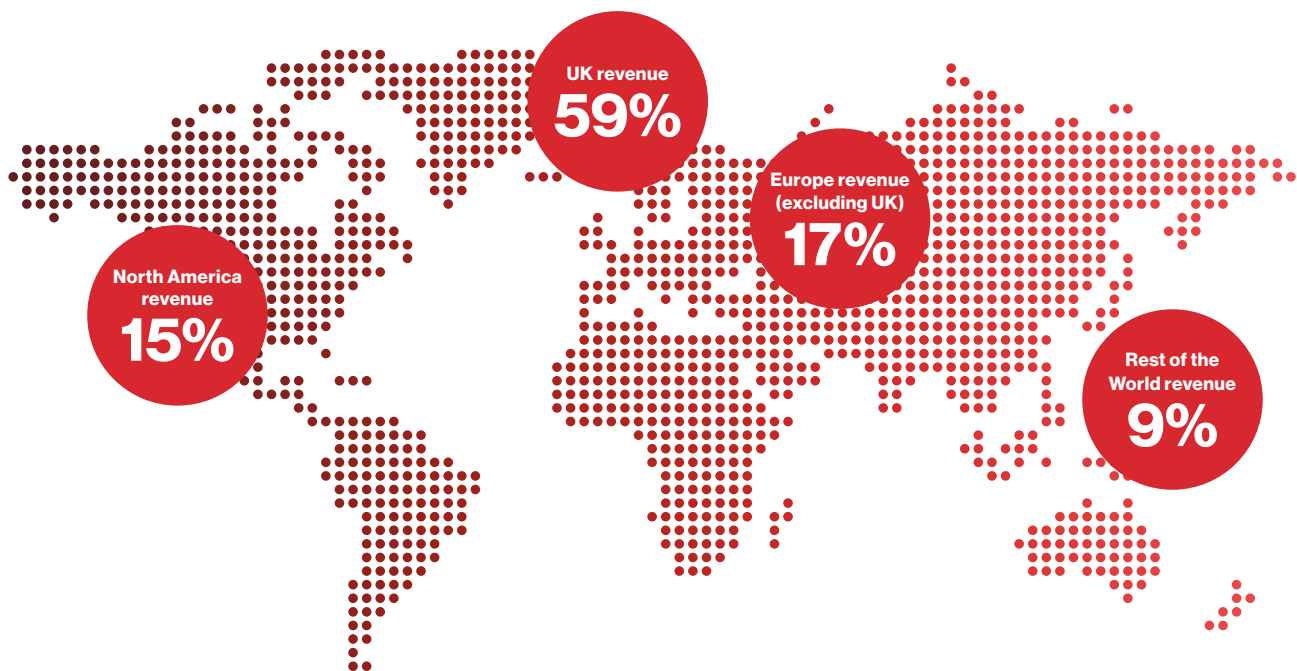 UK revenue
59%
Europe revenue
(excluding UK)
17%
North America
revenue
15%
Rest of the
World revenue
9%